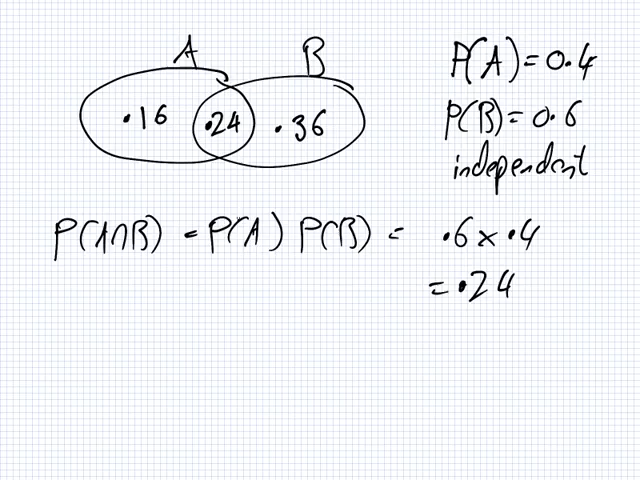 A B
.16 .24 .36
P(A) = 0.4
P(B) = 0.6
independent
P(A∩B) = P(A) P(B) = .6 × .4
= .24